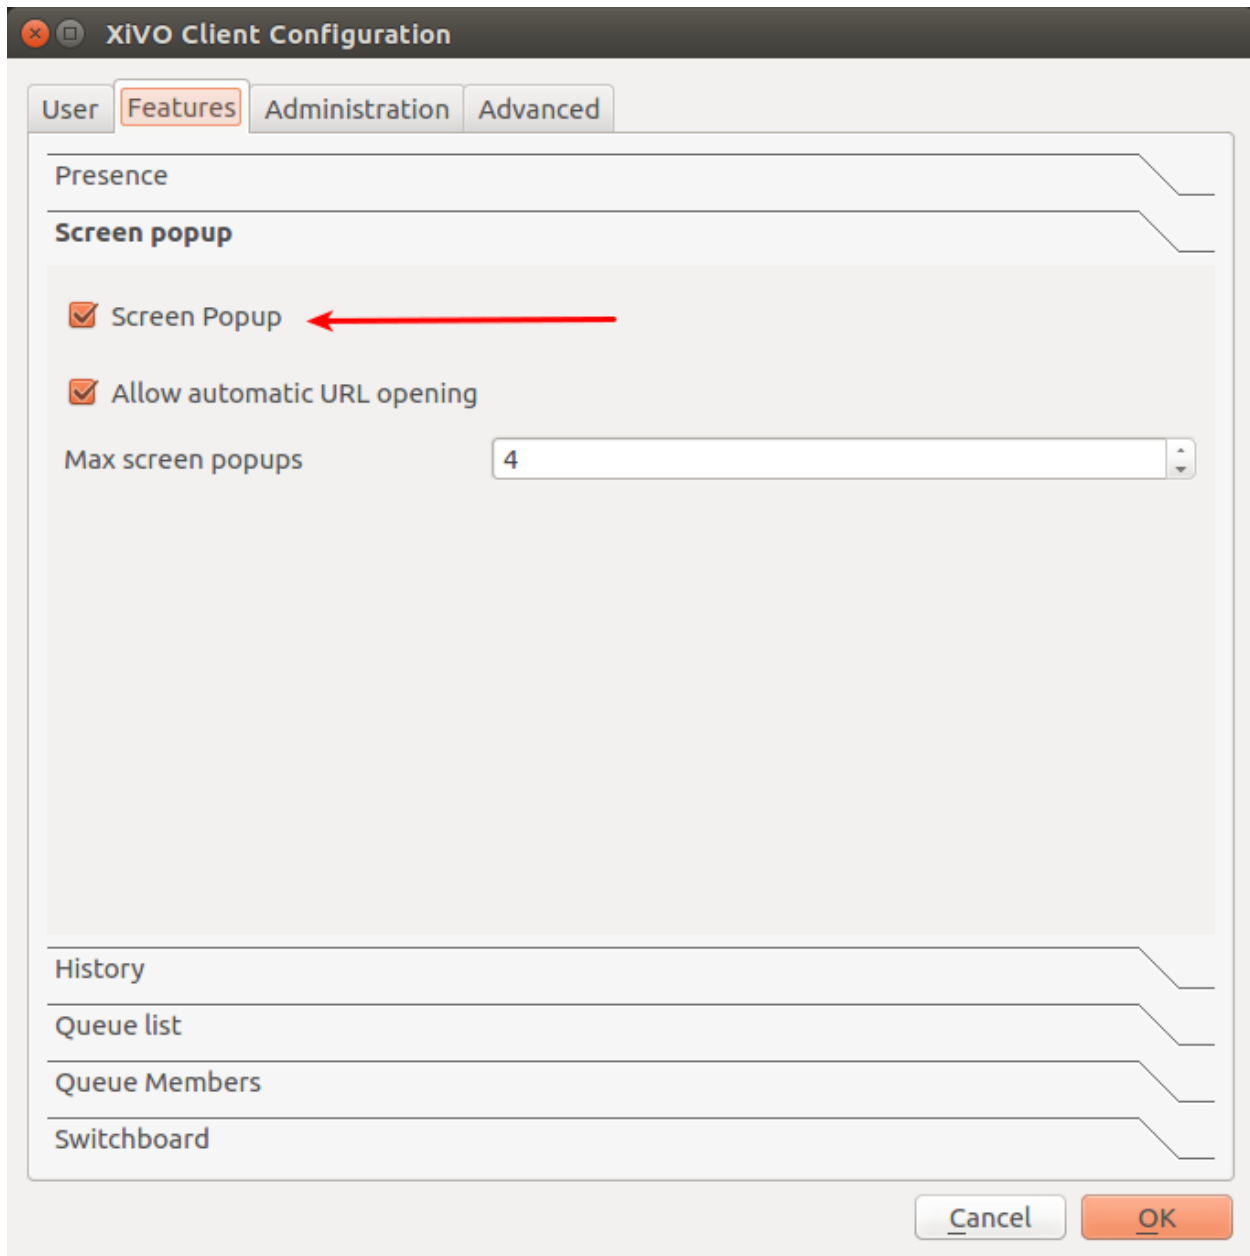 XiVO Client Configuration
User Features Administration Advanced
Presence
Screen popup
Screen Popup
Allow automatic URL opening
Max screen popups 4
History
Queue list
Queue Members
Switchboard
Cancel OK